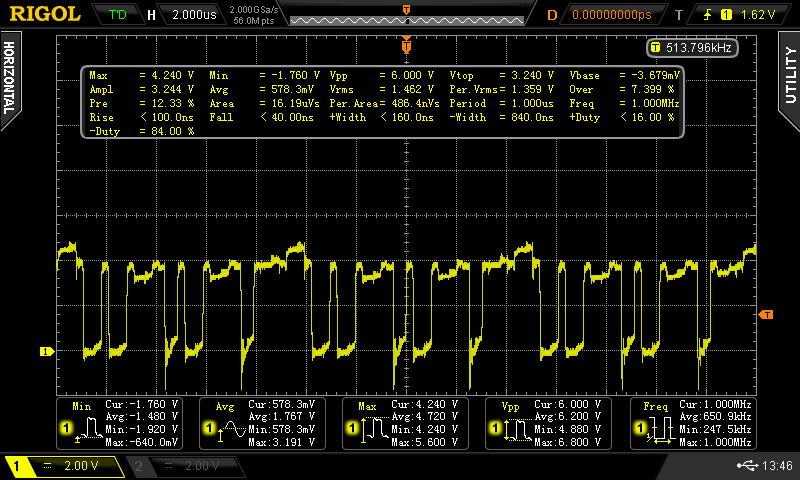 RIGOL T'D H 2.000us 2.000GSa/s 56.0M pts T D 0.00000000ps T 1 1.62 V
T 513.796kHz
HORIZONTAL
UTILITY
Max = 4.240 V Min = -1.760 V Vpp = 6.000 V Vtop = 3.240 V Vbase = -3.679mV
Ampl = 3.244 V Avg = 578.3mV Vrms = 1.462 V Per.Vrms= 1.359 V Over = 7.399 %
Pre = 12.33 % Area = 16.19uVs Per.Area= 486.4nVs Period = 1.000us Freq = 1.000MHz
Rise < 100.0ns Fall < 40.00ns +Width < 160.0ns -Width = 840.0ns +Duty < 16.00 %
-Duty = 84.00 %
T
1
Min Cur:-1.760 V Avg Cur:578.3mV Max Cur:4.240 V Vpp Cur:6.000 V Freq Cur:1.000MHz
Avg:-1.480 V Avg:1.767 V Avg:4.720 V Avg:6.200 V Avg:650.9kHz
1 Min:-1.920 V 1 Min:578.3mV 1 Min:4.240 V 1 Min:4.880 V 1 Min:247.5kHz
Max:-640.0mV Max:3.191 V Max:5.600 V Max:6.800 V Max:1.000MHz
1 2.00 V 2 2.00 V 13:46